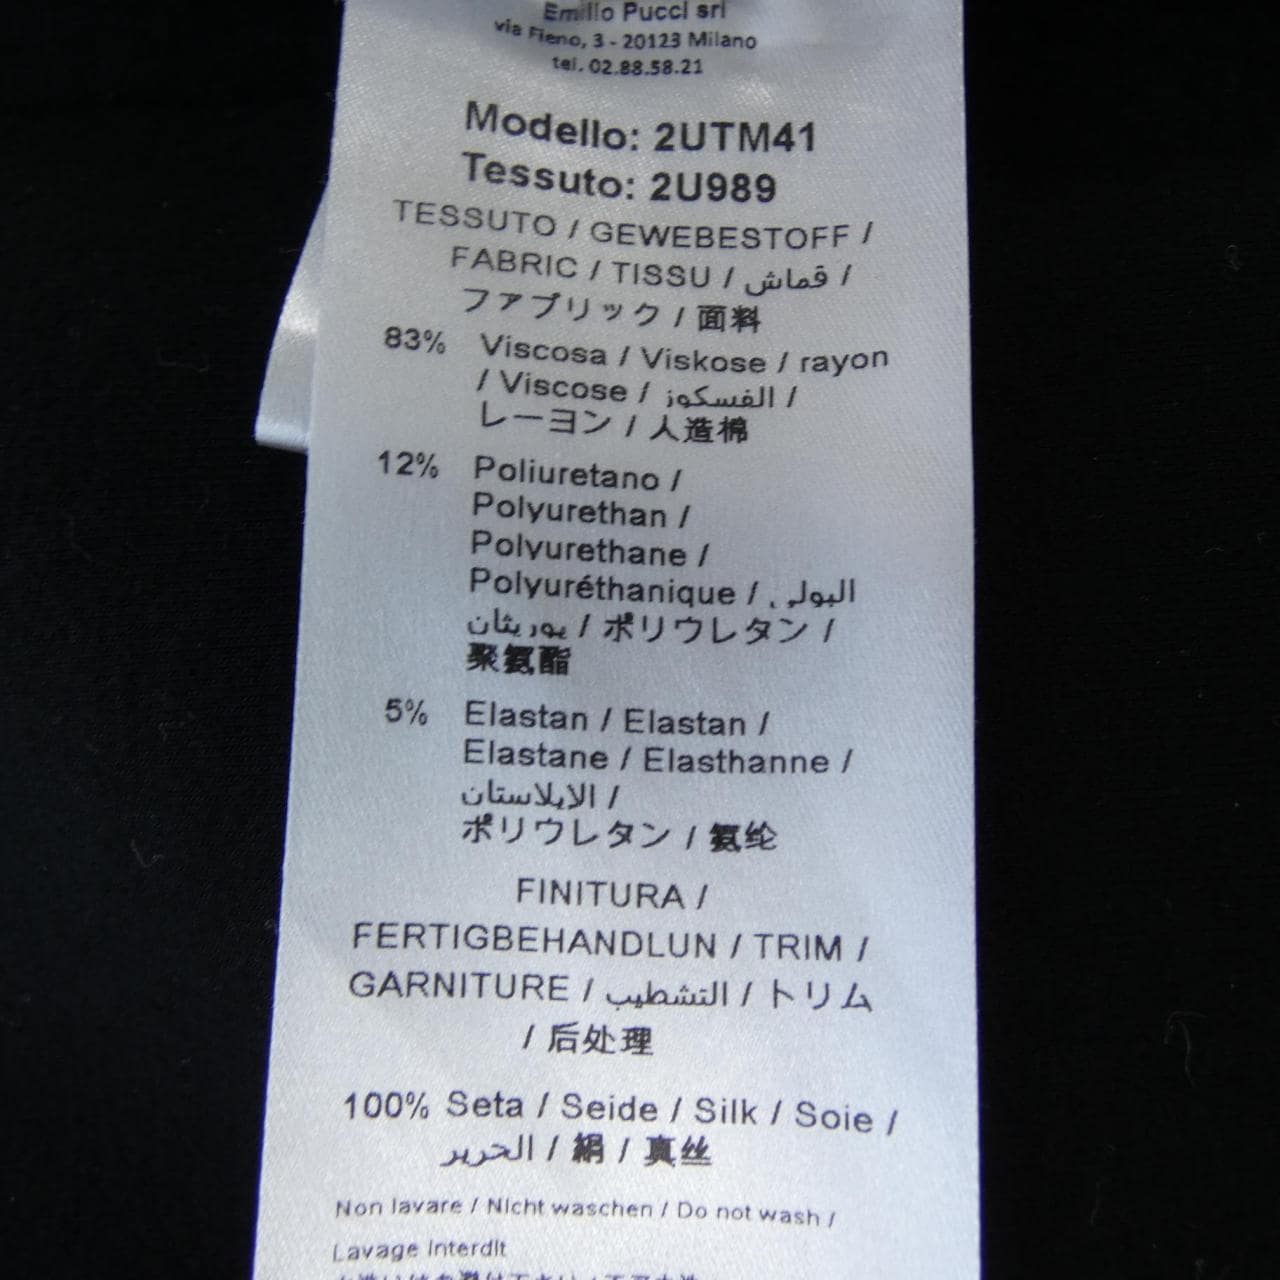 Emilio Pucci srl
via Fieno, 3 - 20123 Milano
tel. 02.88.58.21
Modello: 2UTM41
Tessuto: 2U989
TESSUTO / GEWEBESTOFF /
FABRIC / TISSU / قماش /
ファブリック / 面料
83% Viscosa / Viskose / rayon
/ Viscose / الفسكوز /
レーヨン / 人造棉
12% Poliuretano /
Polyurethan /
Polyurethane /
Polyuréthanique / البولي
يوريثان / ポリウレタン /
聚氨酯
5% Elastan / Elastan /
Elastane / Elasthanne /
الايلاستان /
ポリウレタン / 氨纶
FINITURA /
FERTIGBEHANDLUN / TRIM /
GARNITURE / التشطيب / トリム
/ 后处理
100% Seta / Seide / Silk / Soie /
الحرير / 絹 / 真丝
Non lavare / Nicht waschen / Do not wash /
Lavage interdit